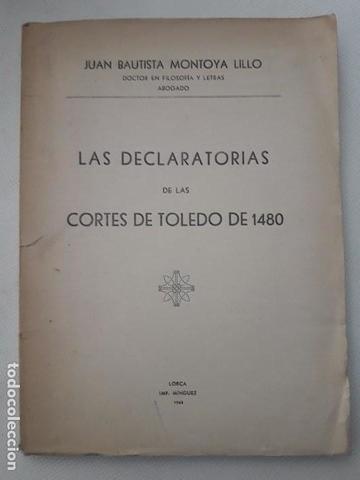 JUAN BAUTISTA MONTOYA LILLO
DOCTOR EN FILOSOFÍA Y LETRAS
ABOGADO
LAS DECLARATORIAS
DE LAS
CORTES DE TOLEDO DE 1480
LORCA
IMP. MINGUEZ
todocoleccion